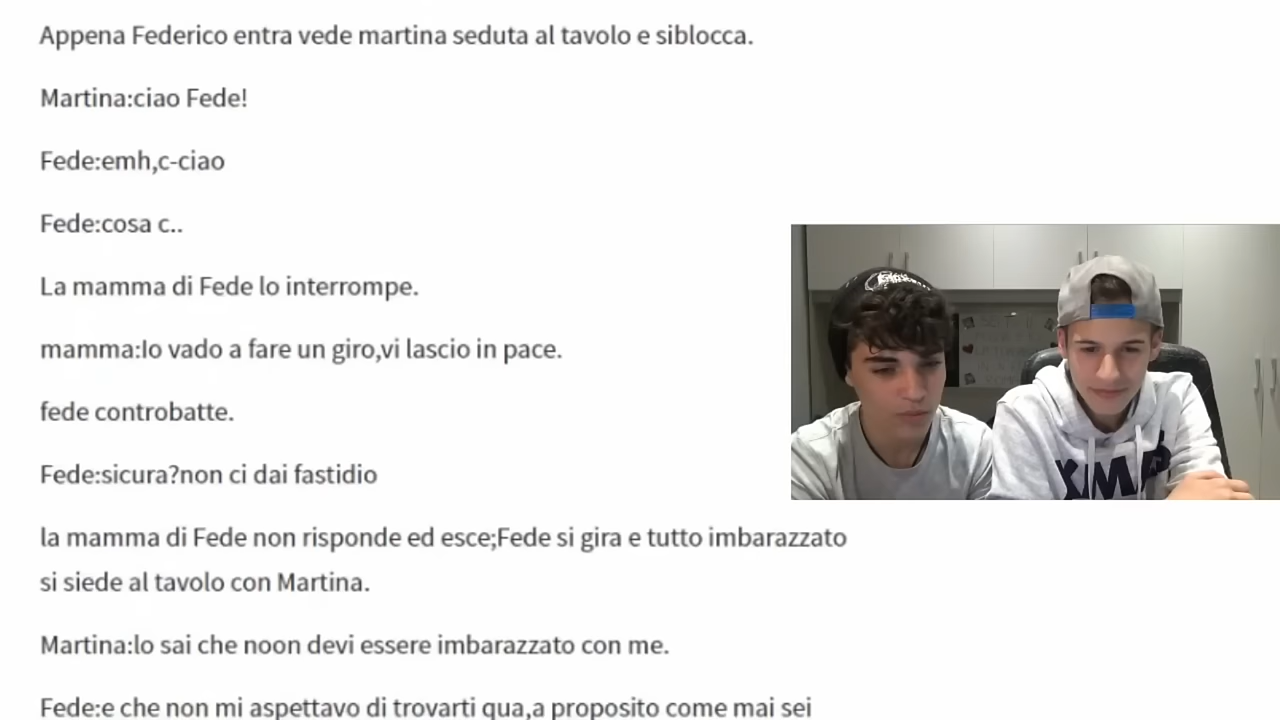 Appena Federico entra vede martina seduta al tavolo e siblocca.
Martina:ciao Fede!
Fede:emh,c-ciao
Fede:cosa c..
La mamma di Fede lo interrompe.
mamma:Io vado a fare un giro,vi lascio in pace.
fede controbatte.
Fede:sicura?non ci dai fastidio
la mamma di Fede non risponde ed esce;Fede si gira e tutto imbarazzato
si siede al tavolo con Martina.
Martina:lo sai che noon devi essere imbarazzato con me.
Fede:e che non mi aspettavo di trovarti qua,a proposito come mai sei